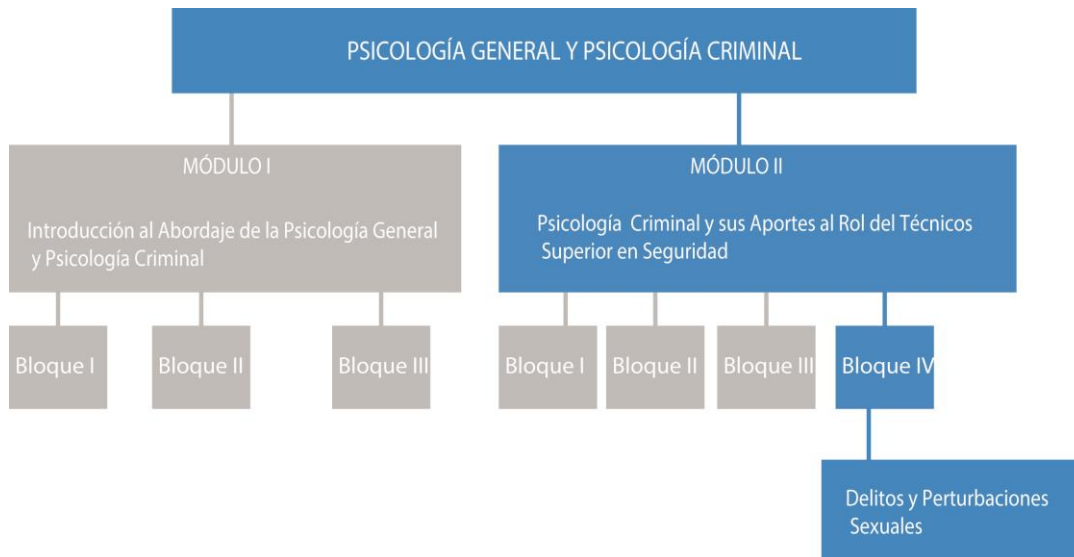 PSICOLOGÍA GENERAL Y PSICOLOGÍA CRIMINAL
MÓDULO I
Introducción al Abordaje de la Psicología General
y Psicología Criminal
MÓDULO II
Psicología Criminal y sus Aportes al Rol del Técnicos
Superior en Seguridad
Bloque I
Bloque II
Bloque III
Bloque I
Bloque II
Bloque III
Bloque IV
Delitos y Perturbaciones
Sexuales